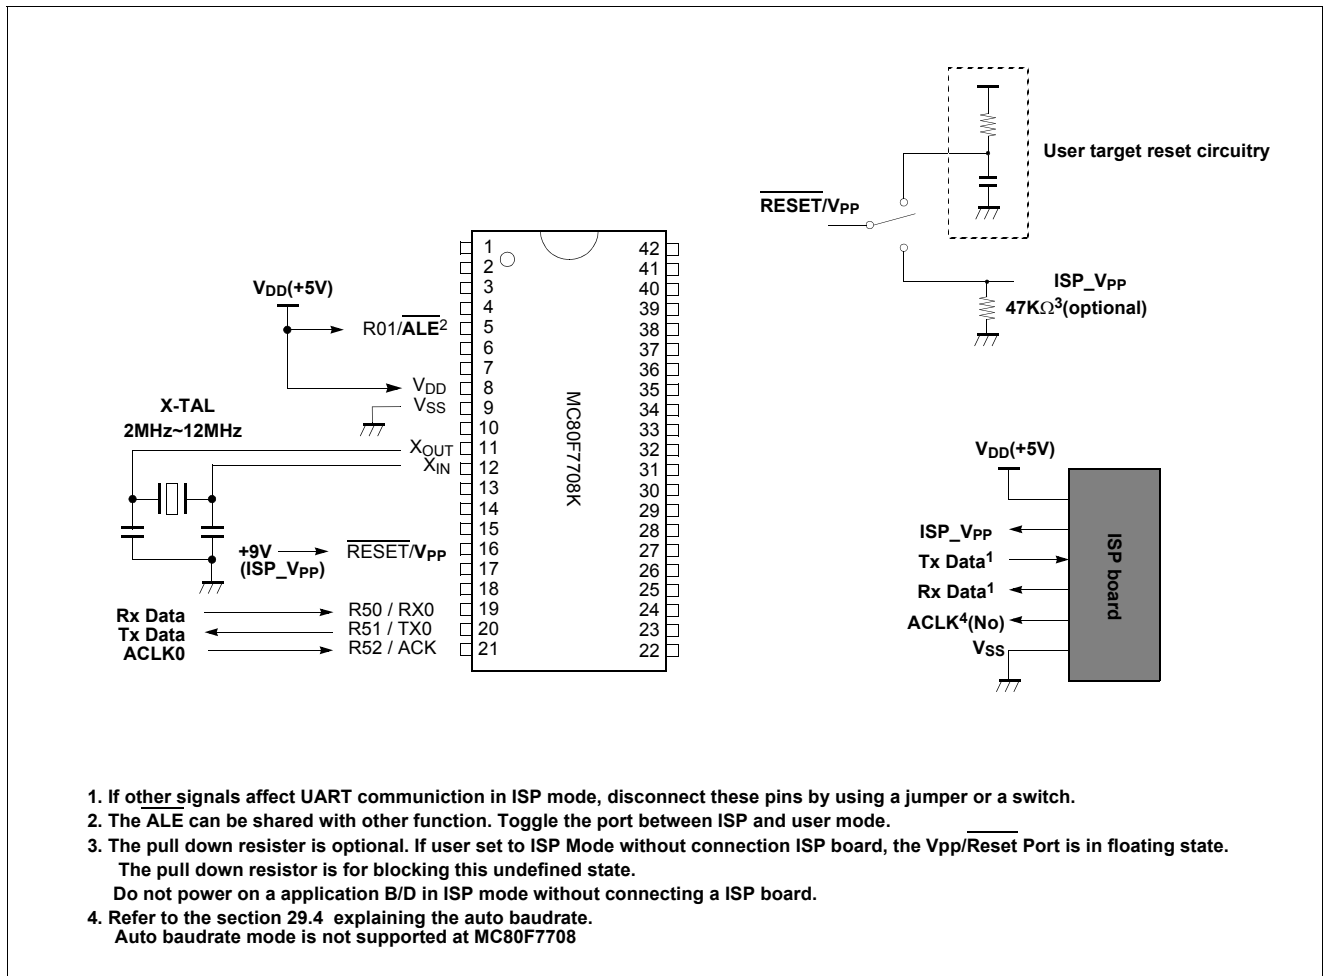 User target reset circuitry
RESET/VPP
ISP_VPP
47KΩ3(optional)
VDD(+5V)
R01/ALE2
VDD
VSS
X-TAL
2MHz~12MHz
XOUT
XIN
+9V
(ISP_VPP)
RESET/VPP
Rx Data
Tx Data
ACLK0
R50 / RX0
R51 / TX0
R52 / ACK
1
2
3
4
5
6
7
8
9
10
11
12
13
14
15
16
17
18
19
20
21
MC80F7708K
42
41
40
39
38
37
36
35
34
33
32
31
30
29
28
27
26
25
24
23
22
VDD(+5V)
ISP_VPP
Tx Data1
Rx Data1
ACLK4(No)
VSS
ISP board
1. If other signals affect UART communiction in ISP mode, disconnect these pins by using a jumper or a switch.
2. The ALE can be shared with other function. Toggle the port between ISP and user mode.
3. The pull down resister is optional. If user set to ISP Mode without connection ISP board, the Vpp/Reset Port is in floating state.
The pull down resistor is for blocking this undefined state.
Do not power on a application B/D in ISP mode without connecting a ISP board.
4. Refer to the section 29.4 explaining the auto baudrate.
Auto baudrate mode is not supported at MC80F7708